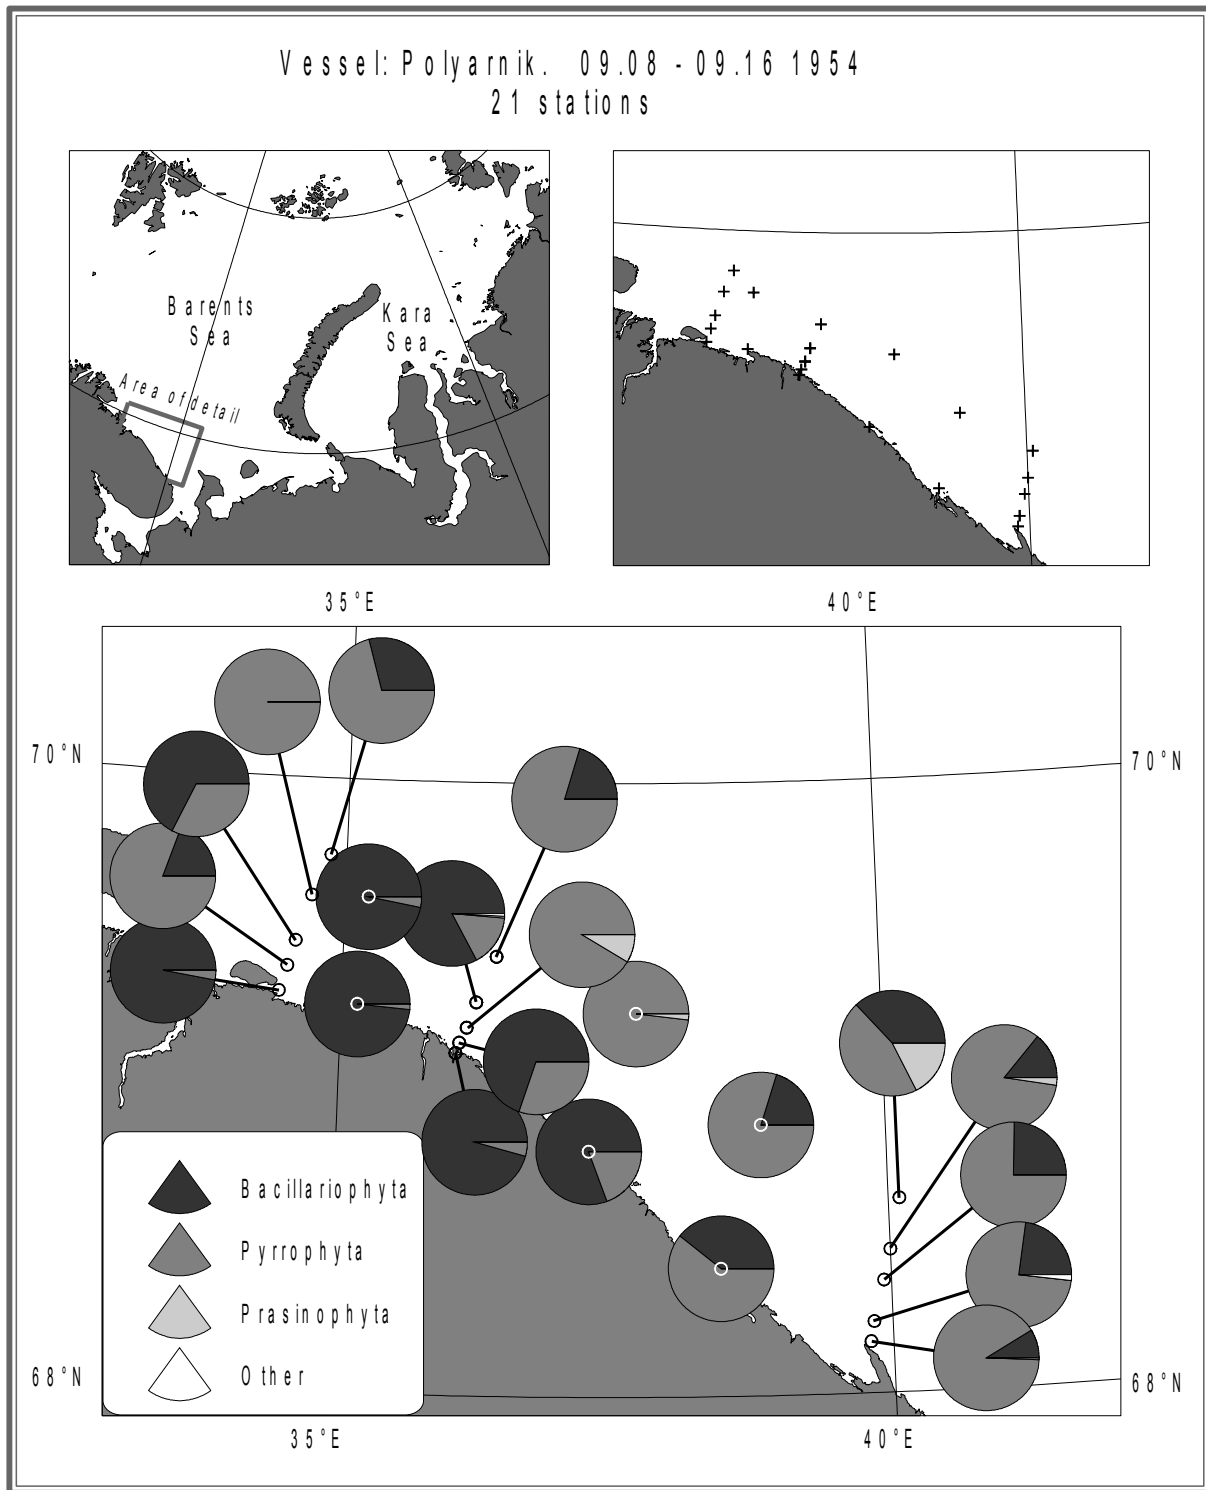 Vessel: Polyarnik. 09.08 - 09.16 1954
21 stations
Barents
Sea
Kara
Sea
Area of detail
35°E
40°E
70°N
70°N
Bacillariophyta
Pyrrophyta
Prasinophyta
Other
68°N
68°N
35°E
40°E